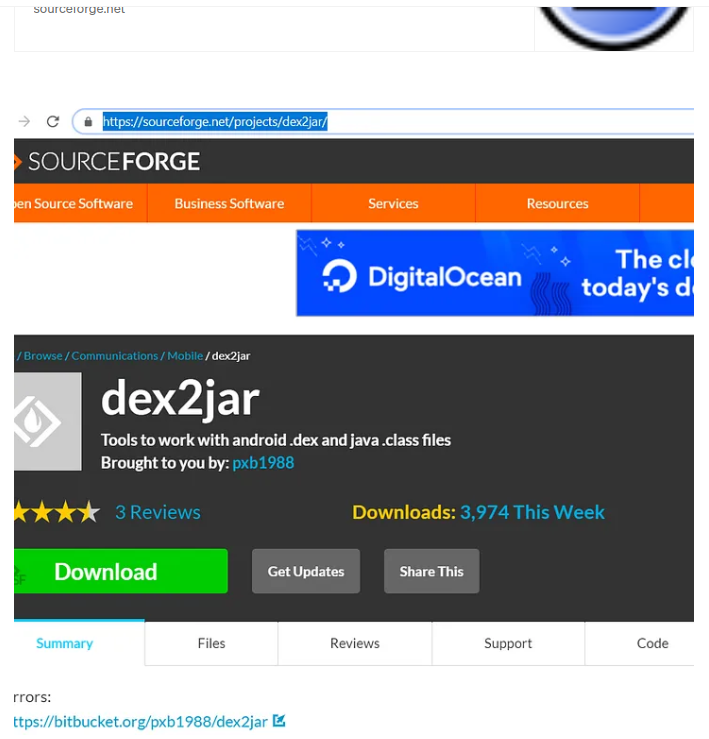 sourceforge.net
https://sourceforge.net/projects/dex2jar/
SOURCEFORGE
en Source Software Business Software Services Resources
DigitalOcean
The cl
today's d
/ Browse / Communications / Mobile / dex2jar
dex2jar
Tools to work with android .dex and java .class files
Brought to you by: pxb1988
3 Reviews Downloads: 3,974 This Week
Download Get Updates Share This
Summary Files Reviews Support Code
rrors:
ttps://bitbucket.org/pxb1988/dex2jar